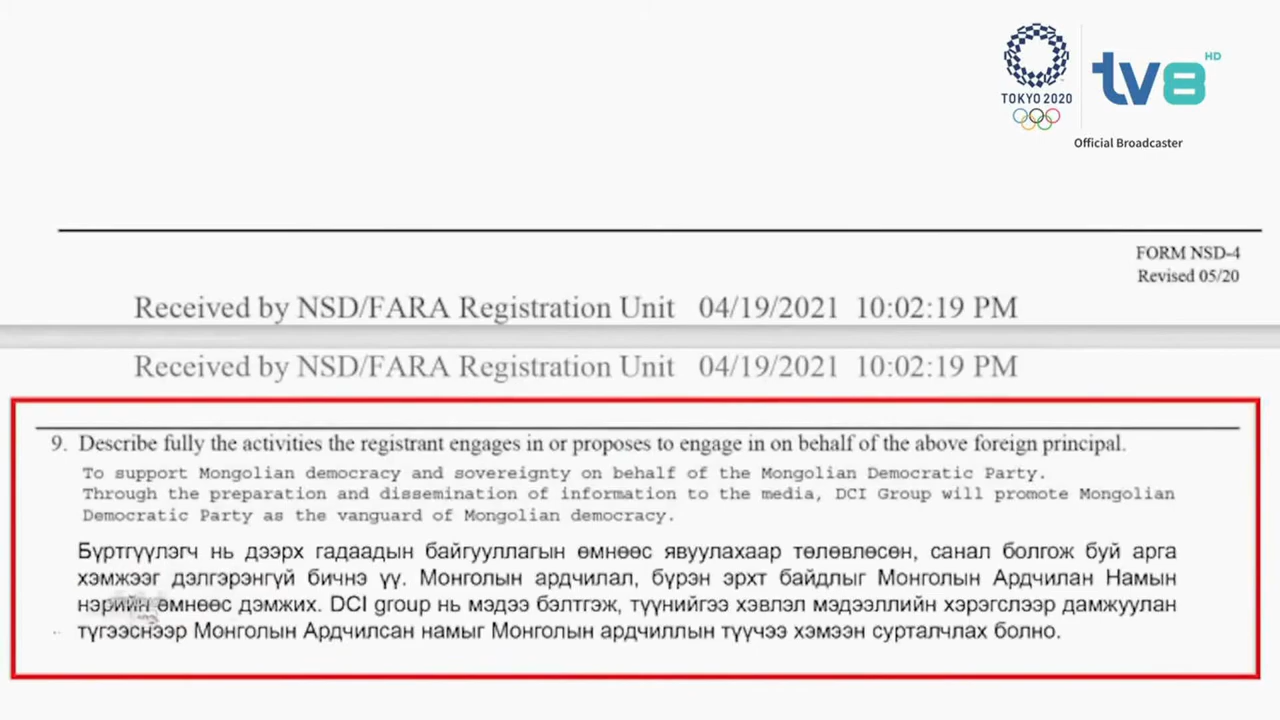 TOKYO 2020
tv8 HD
Official Broadcaster
FORM NSD-4
Revised 05/20
Received by NSD/FARA Registration Unit 04/19/2021 10:02:19 PM
Received by NSD/FARA Registration Unit 04/19/2021 10:02:19 PM
9. Describe fully the activities the registrant engages in or proposes to engage in on behalf of the above foreign principal.
To support Mongolian democracy and sovereignty on behalf of the Mongolian Democratic Party.
Through the preparation and dissemination of information to the media, DCI Group will promote Mongolian
Democratic Party as the vanguard of Mongolian democracy.
Бүртгүүлэгч нь дээрх гадаадын байгууллагын өмнөөс явуулахаар төлөвлөсөн, санал болгож буй арга
хэмжээг дэлгэрэнгүй бичнэ үү. Монголын ардчилал, бүрэн эрхт байдлыг Монголын Ардчилан Намын
нэрийн өмнөөс дэмжих. DCI group нь мэдээ бэлтгэж, түүнийгээ хэвлэл мэдээллийн хэрэгслээр дамжуулан
түгээснээр Монголын Ардчилсан намыг Монголын ардчиллын түүчээ хэмээн сурталчлах болно.